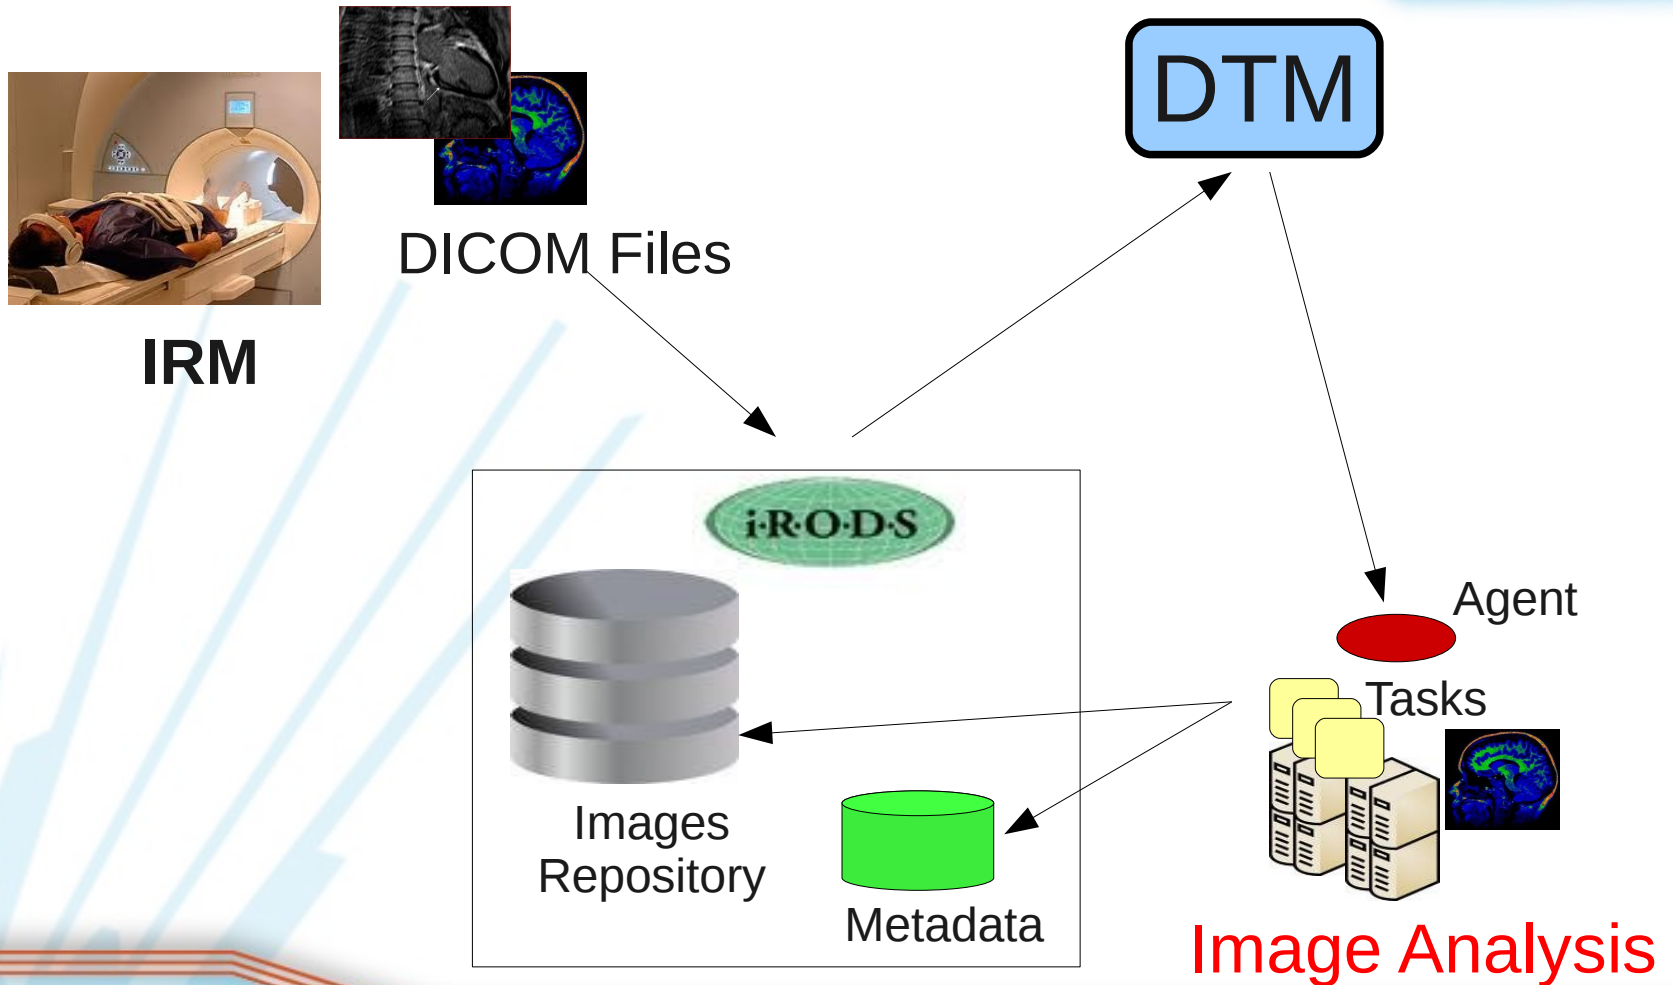 DTM
DICOM Files
IRM
i·R·O·D·S
Agent
Tasks
Images
Repository
Metadata
Image Analysis